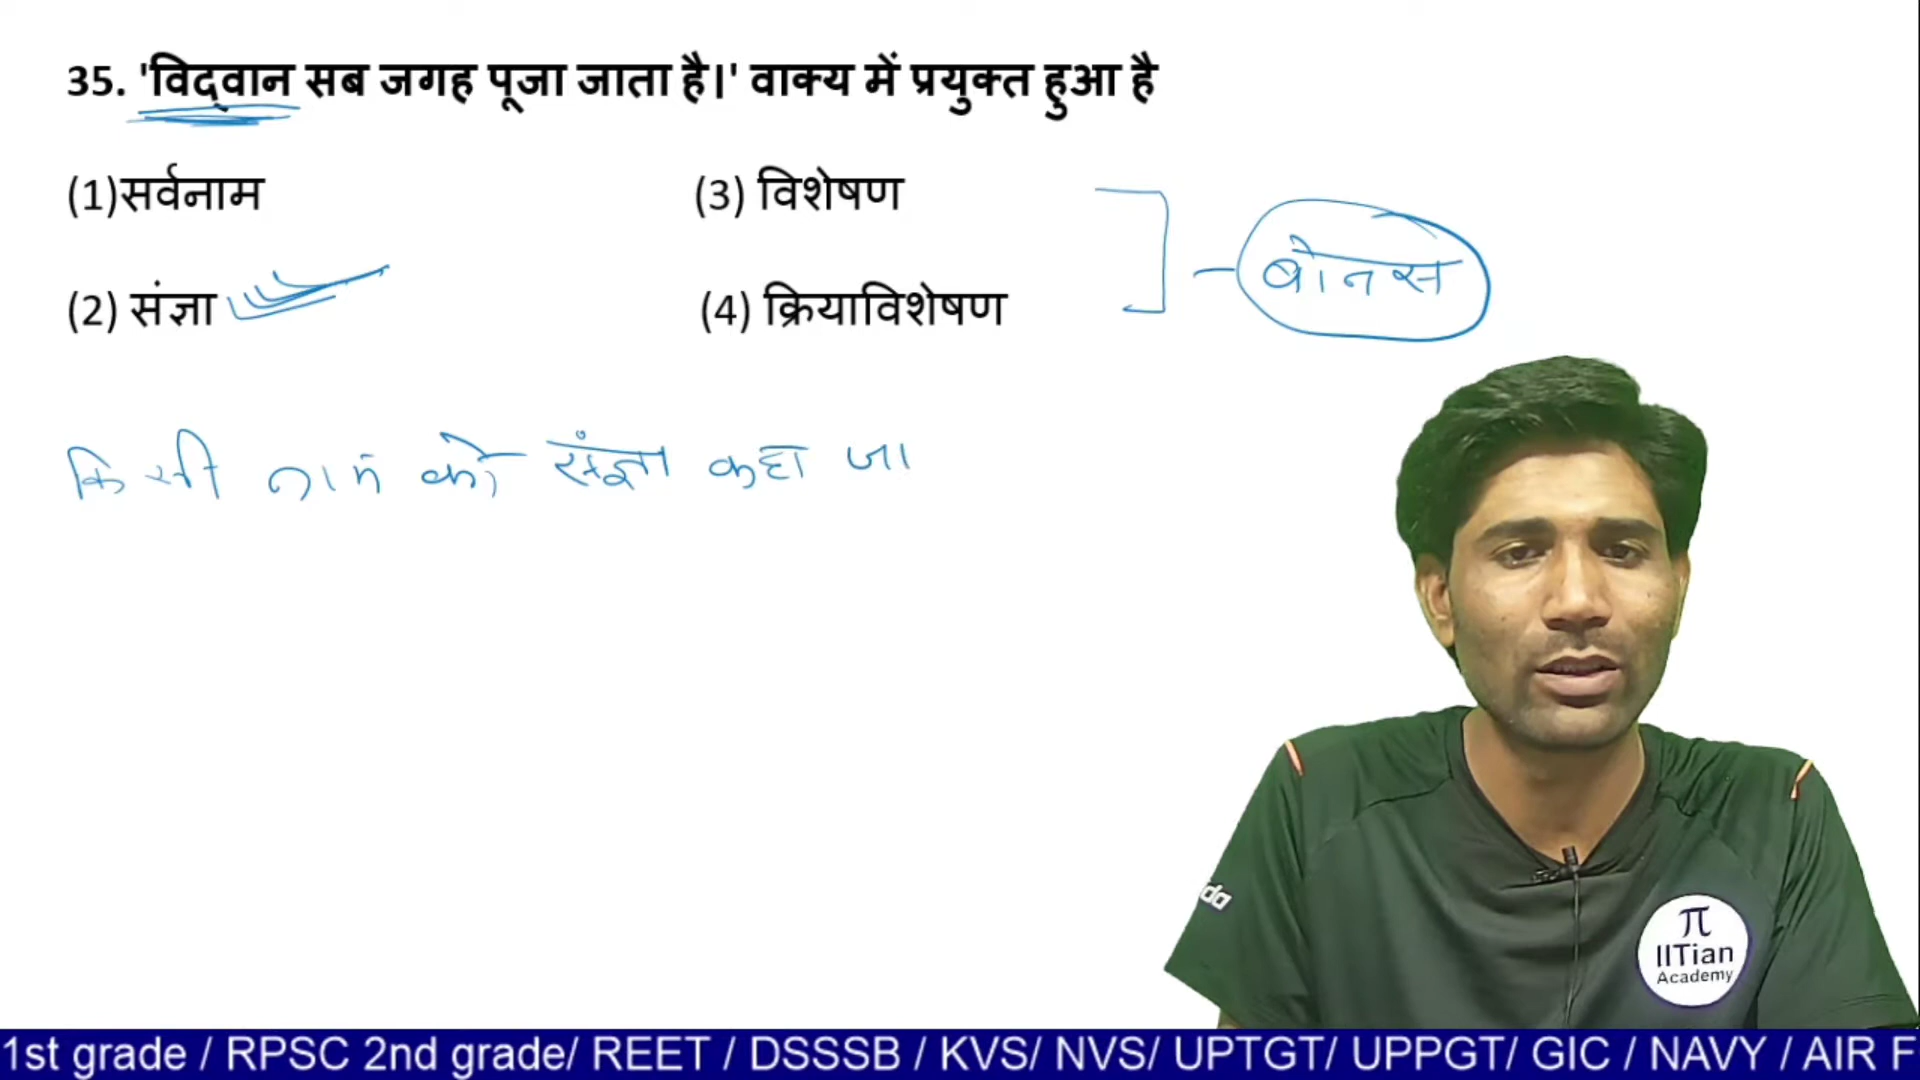 35. 'विद्वान सब जगह पूजा जाता है।' वाक्य में प्रयुक्त हुआ है
(1)सर्वनाम
(3) विशेषण
(2) संज्ञा
(4) क्रियाविशेषण
बोनस
किसी नाम को संज्ञा कहा जा
da
π
IITian
Academy
1st grade / RPSC 2nd grade/ REET / DSSSB / KVS/ NVS/ UPTGT/ UPPGT/ GIC / NAVY / AIR F